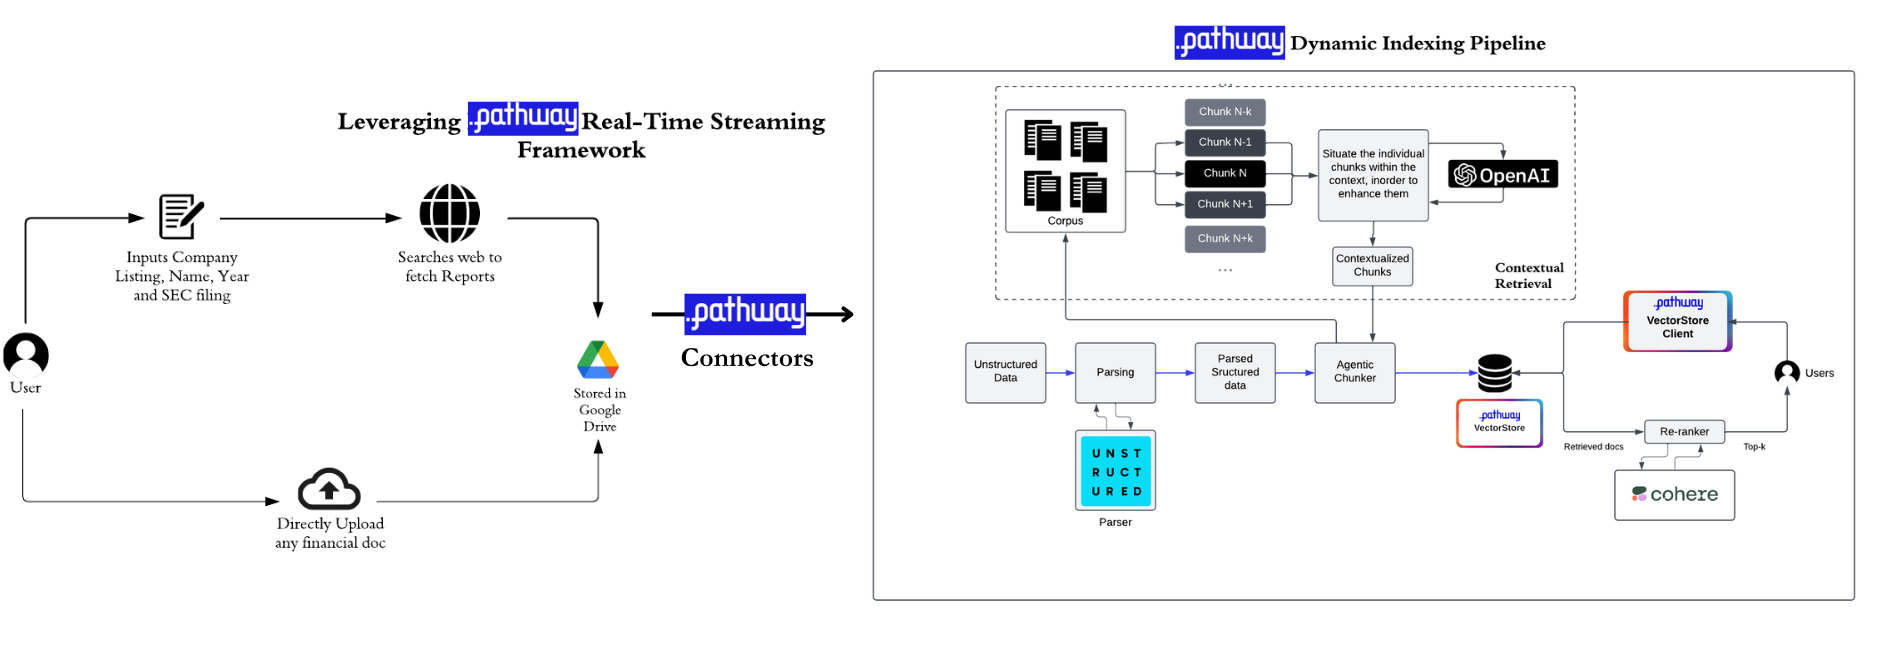 .pathway Dynamic Indexing Pipeline
Leveraging .pathway Real-Time Streaming
Framework
Inputs Company
Listing, Name, Year
and SEC filing
Searches web to
fetch Reports
User
Stored in
Google
Drive
Directly Upload
any financial doc
.pathway
Connectors
...
Corpus
Chunk N-k
Chunk N-1
Chunk N
Chunk N+1
Chunk N+k
...
Situate the individual
chunks within the
context, inorder to
enhance them
OpenAI
Contextualized
Chunks
Contextual
Retrieval
Unstructured
Data
Parsing
Parsed
Sructured
data
Agentic
Chunker
UNST
RUCT
URED
Parser
.pathway
VectorStore
.pathway
VectorStore
Client
Users
Retrieved docs
Re-ranker
Top-k
cohere